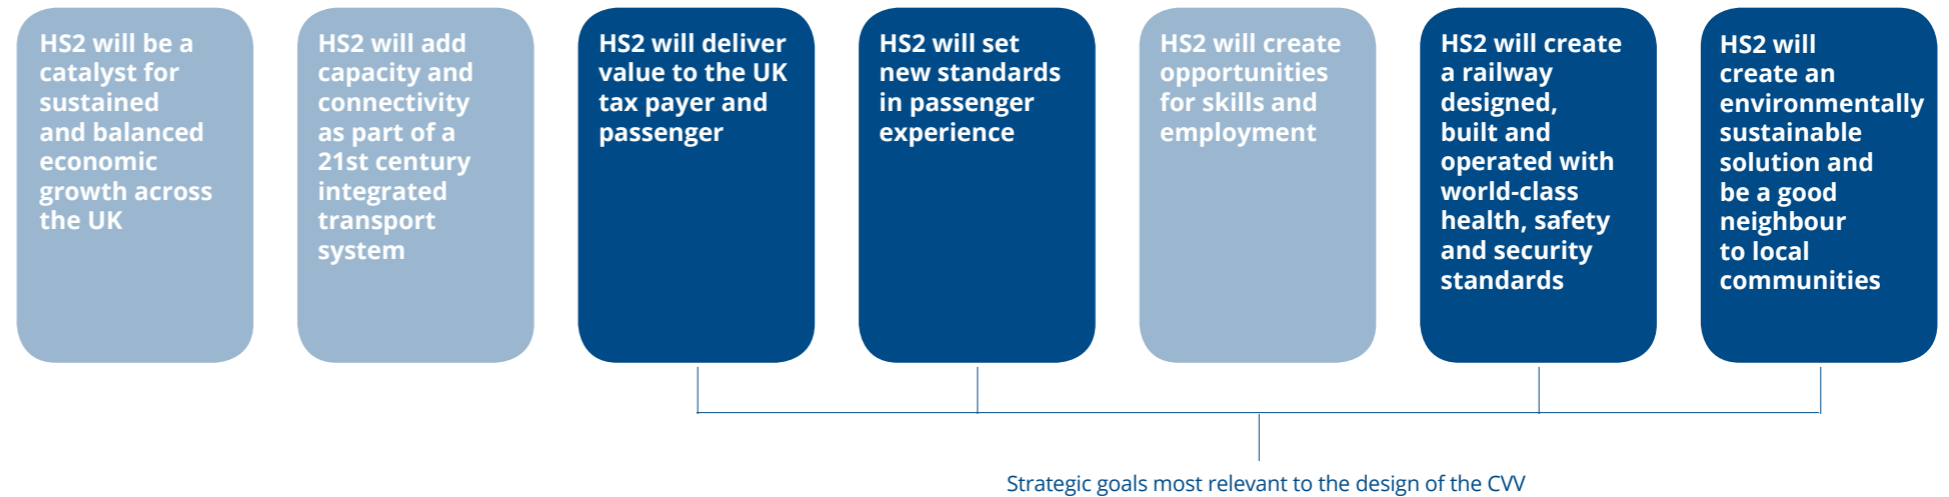 HS2 will be a
catalyst for
sustained
and balanced
economic
growth across
the UK
HS2 will add
capacity and
connectivity
as part of a
21st century
integrated
transport
system
HS2 will deliver
value to the UK
tax payer and
passenger
HS2 will set
new standards
in passenger
experience
HS2 will create
opportunities
for skills and
employment
HS2 will create
a railway
designed,
built and
operated with
world-class
health, safety
and security
standards
HS2 will
create an
environmentally
sustainable
solution and
be a good
neighbour
to local
communities
Strategic goals most relevant to the design of the CVV